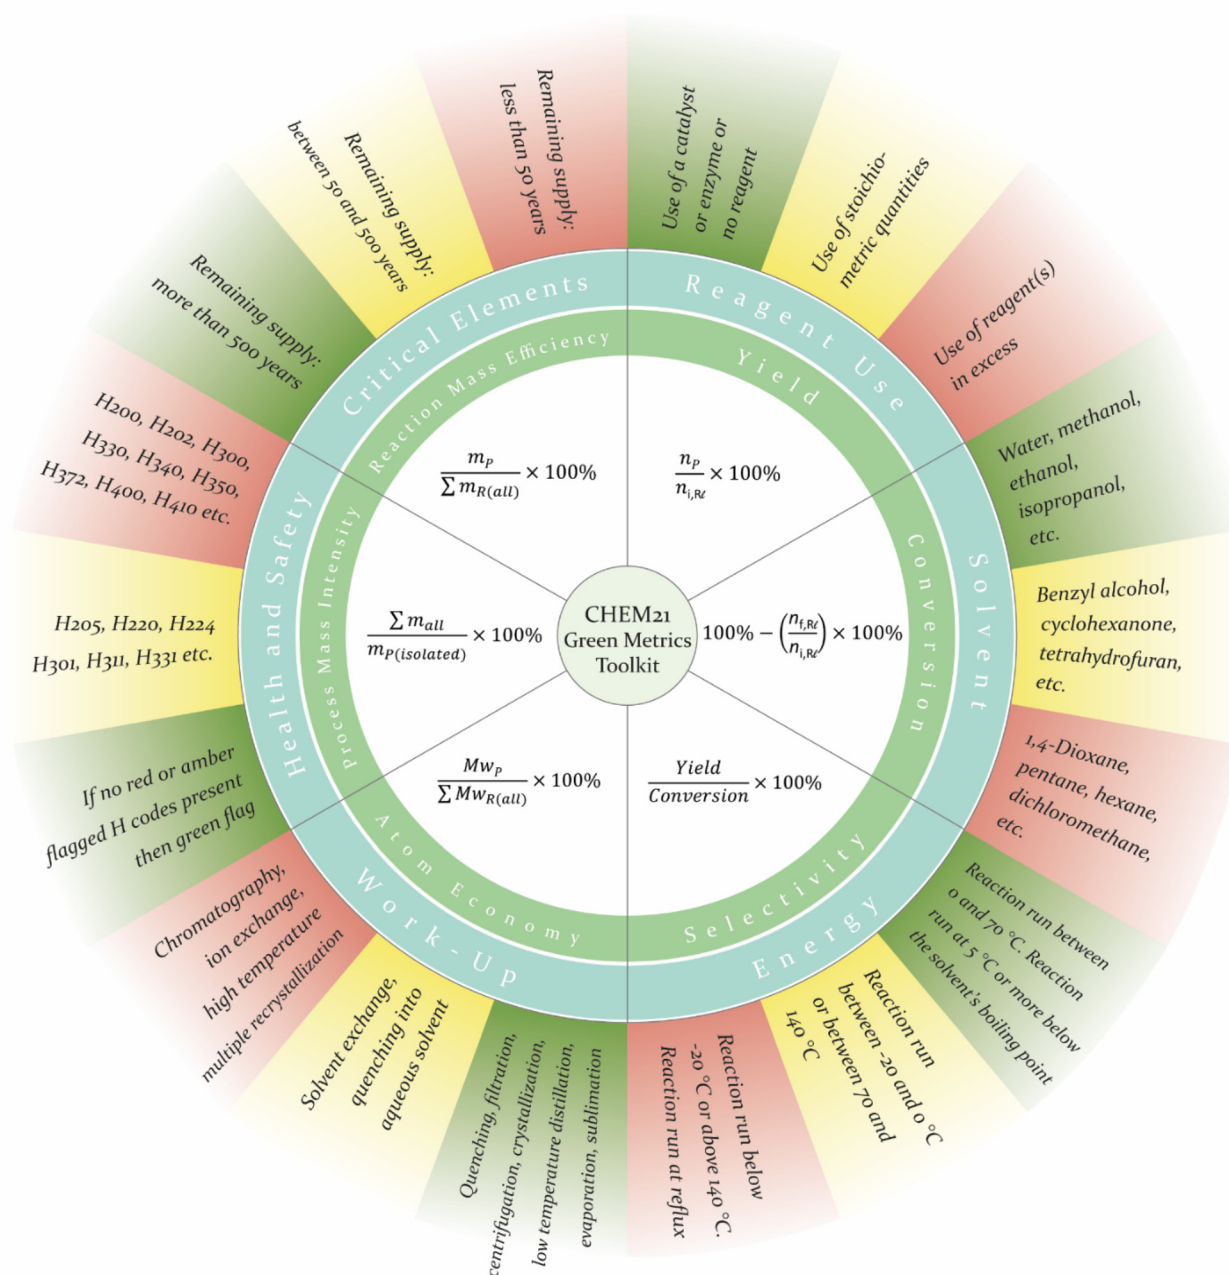 CHEM21
Green Metrics
Toolkit
Yield
n_P / n_i,Rℓ × 100%
Conversion
100% − (n_f,Rℓ / n_i,Rℓ) × 100%
Selectivity
Yield / Conversion × 100%
Atom Economy
Mw_P / ∑ Mw_R(all) × 100%
Process Mass Intensity
∑ m_all / m_P(isolated) × 100%
Reaction Mass Efficiency
m_P / ∑ m_R(all) × 100%
Reagent Use
Use of a catalyst
or enzyme or
no reagent
Use of stoichio-
metric quantities
Use of reagent(s)
in excess
Solvent
Water, methanol,
ethanol,
isopropanol,
etc.
Benzyl alcohol,
cyclohexanone,
tetrahydrofuran,
etc.
1,4-Dioxane,
pentane, hexane,
dichloromethane,
etc.
Energy
Reaction run between
0 and 70 °C. Reaction
run at 5 °C or more below
the solvent's boiling point
Reaction run
between -20 and 0 °C
or between 70 and
140 °C
Reaction run below
-20 °C or above 140 °C.
Reaction run at reflux
Work-Up
Quenching, filtration,
centrifugation, crystallization,
low temperature distillation,
evaporation, sublimation
Solvent exchange,
quenching into
aqueous solvent
Chromatography,
ion exchange,
high temperature
multiple recrystallization
Health and Safety
If no red or amber
flagged H codes present
then green flag
H205, H220, H224
H301, H311, H331 etc.
H200, H202, H300,
H330, H340, H350,
H372, H400, H410 etc.
Critical Elements
Remaining supply:
more than 500 years
Remaining supply:
between 50 and 500 years
Remaining supply:
less than 50 years